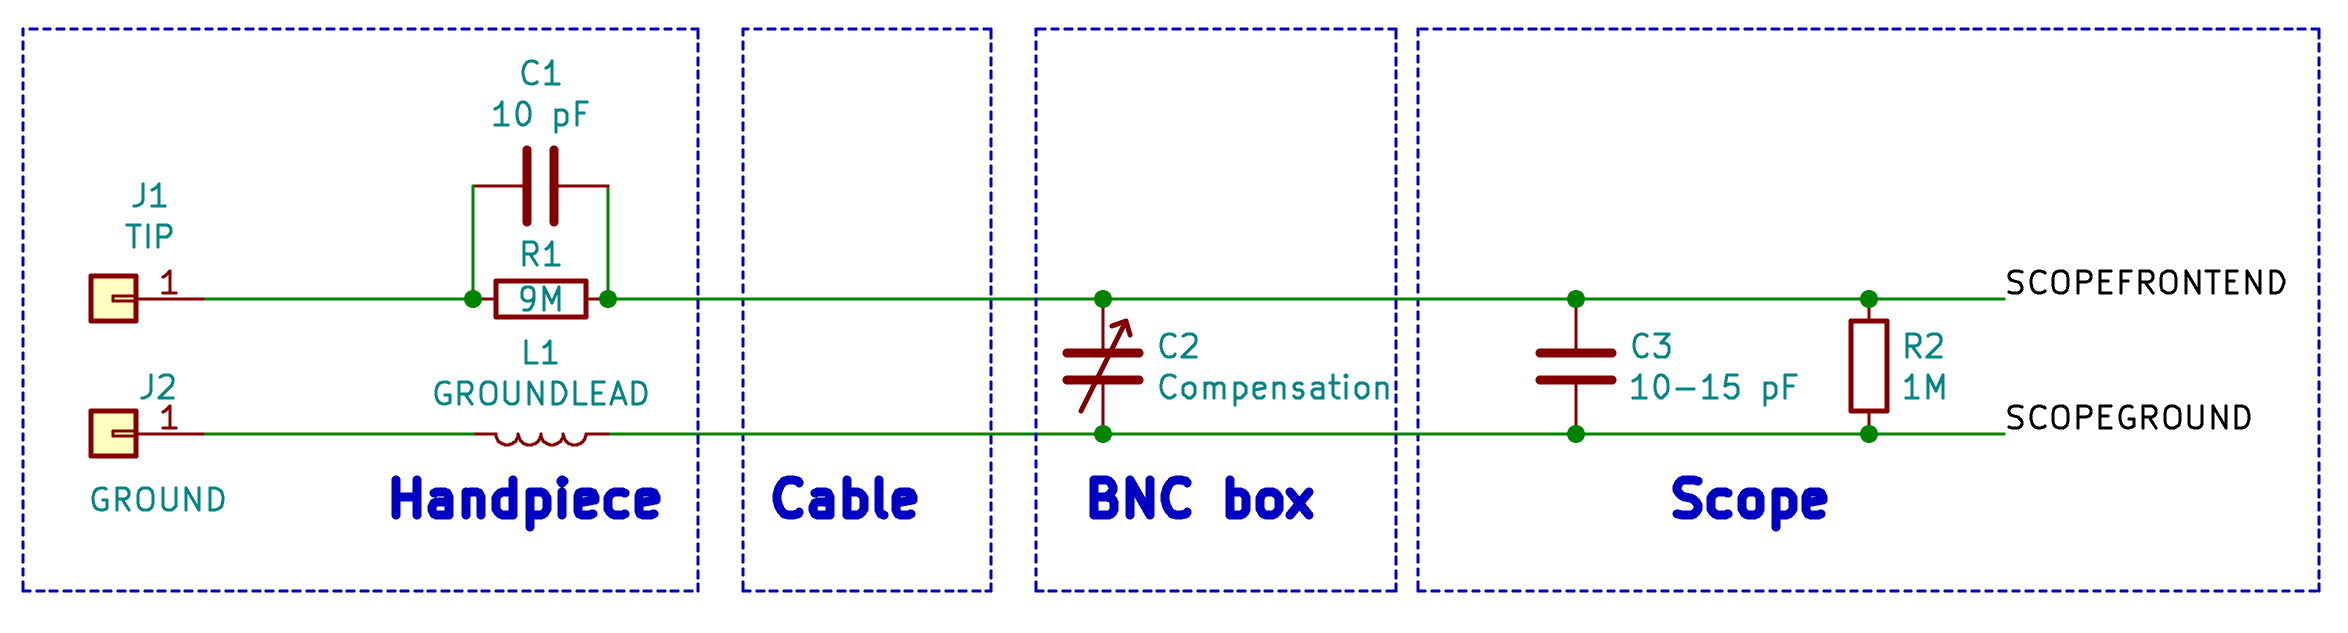 C1
10 pF
J1
TIP
1
R1
9M
L1
GROUNDLEAD
J2
1
GROUND
Handpiece
Cable
C2
Compensation
BNC box
C3
10-15 pF
R2
1M
SCOPEFRONTEND
SCOPEGROUND
Scope